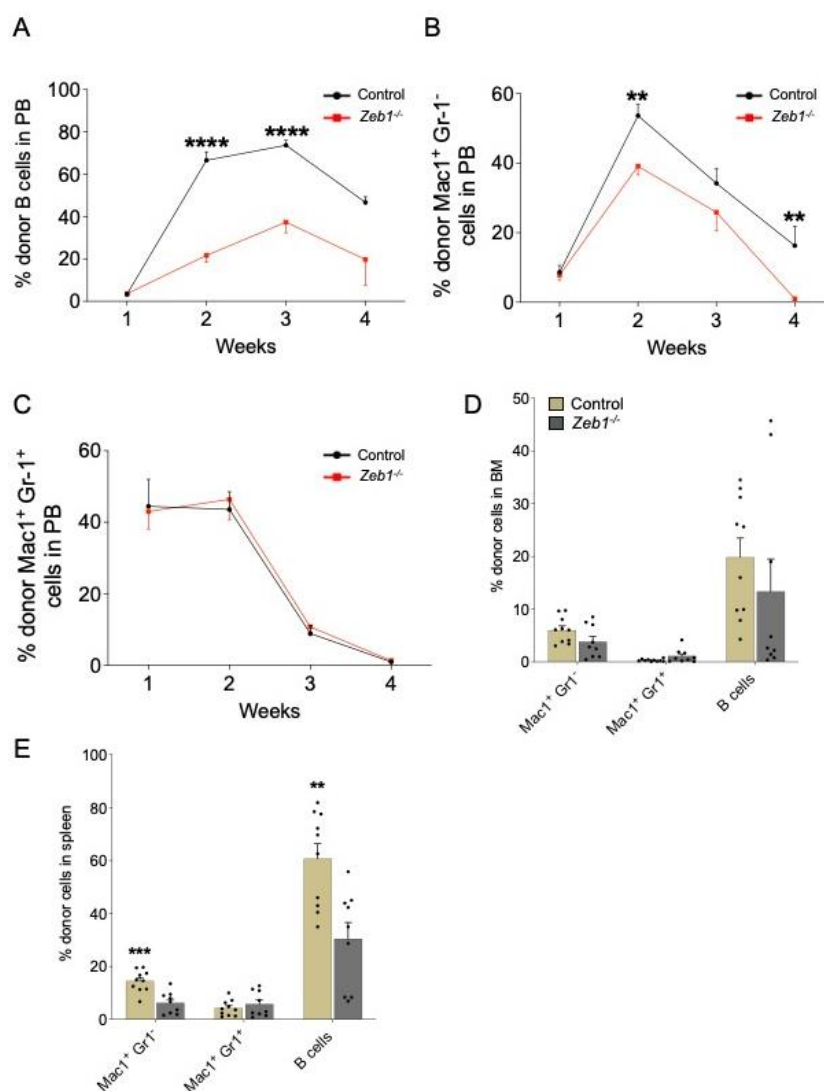 A
% donor B cells in PB
100
80
60
40
20
0
****
****
Control
Zeb1-/-
1 2 3 4
Weeks
B
% donor Mac1+ Gr-1-
cells in PB
60
40
20
0
**
**
Control
Zeb1-/-
1 2 3 4
Weeks
C
% donor Mac1+ Gr-1+
cells in PB
60
40
20
0
Control
Zeb1-/-
1 2 3 4
Weeks
D
% donor cells in BM
50
40
30
20
10
0
Control
Zeb1-/-
Mac1+ Gr1-
Mac1+ Gr1+
B cells
E
% donor cells in spleen
100
80
60
40
20
0
***
**
Mac1+ Gr1-
Mac1+ Gr1+
B cells